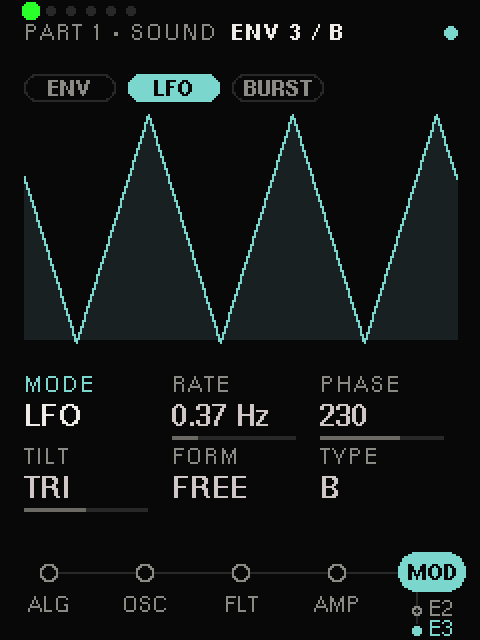 PART 1 · SOUND ENV 3 / B
ENV LFO BURST
MODE RATE PHASE
LFO 0.37 Hz 230
TILT FORM TYPE
TRI FREE B
MOD
ALG OSC FLT AMP
E2
E3